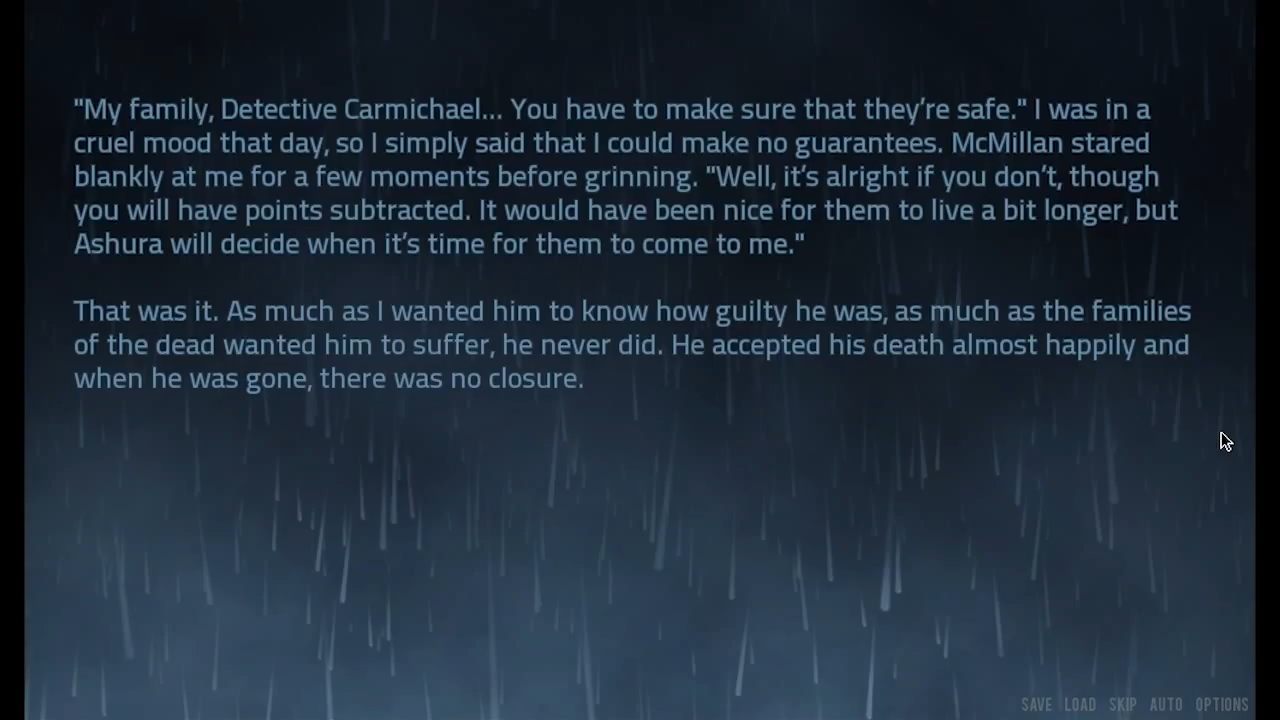 "My family, Detective Carmichael... You have to make sure that they're safe." I was in a
cruel mood that day, so I simply said that I could make no guarantees. McMillan stared
blankly at me for a few moments before grinning. "Well, it's alright if you don't, though
you will have points subtracted. It would have been nice for them to live a bit longer, but
Ashura will decide when it's time for them to come to me."
That was it. As much as I wanted him to know how guilty he was, as much as the families
of the dead wanted him to suffer, he never did. He accepted his death almost happily and
when he was gone, there was no closure.
SAVE LOAD SKIP AUTO OPTIONS